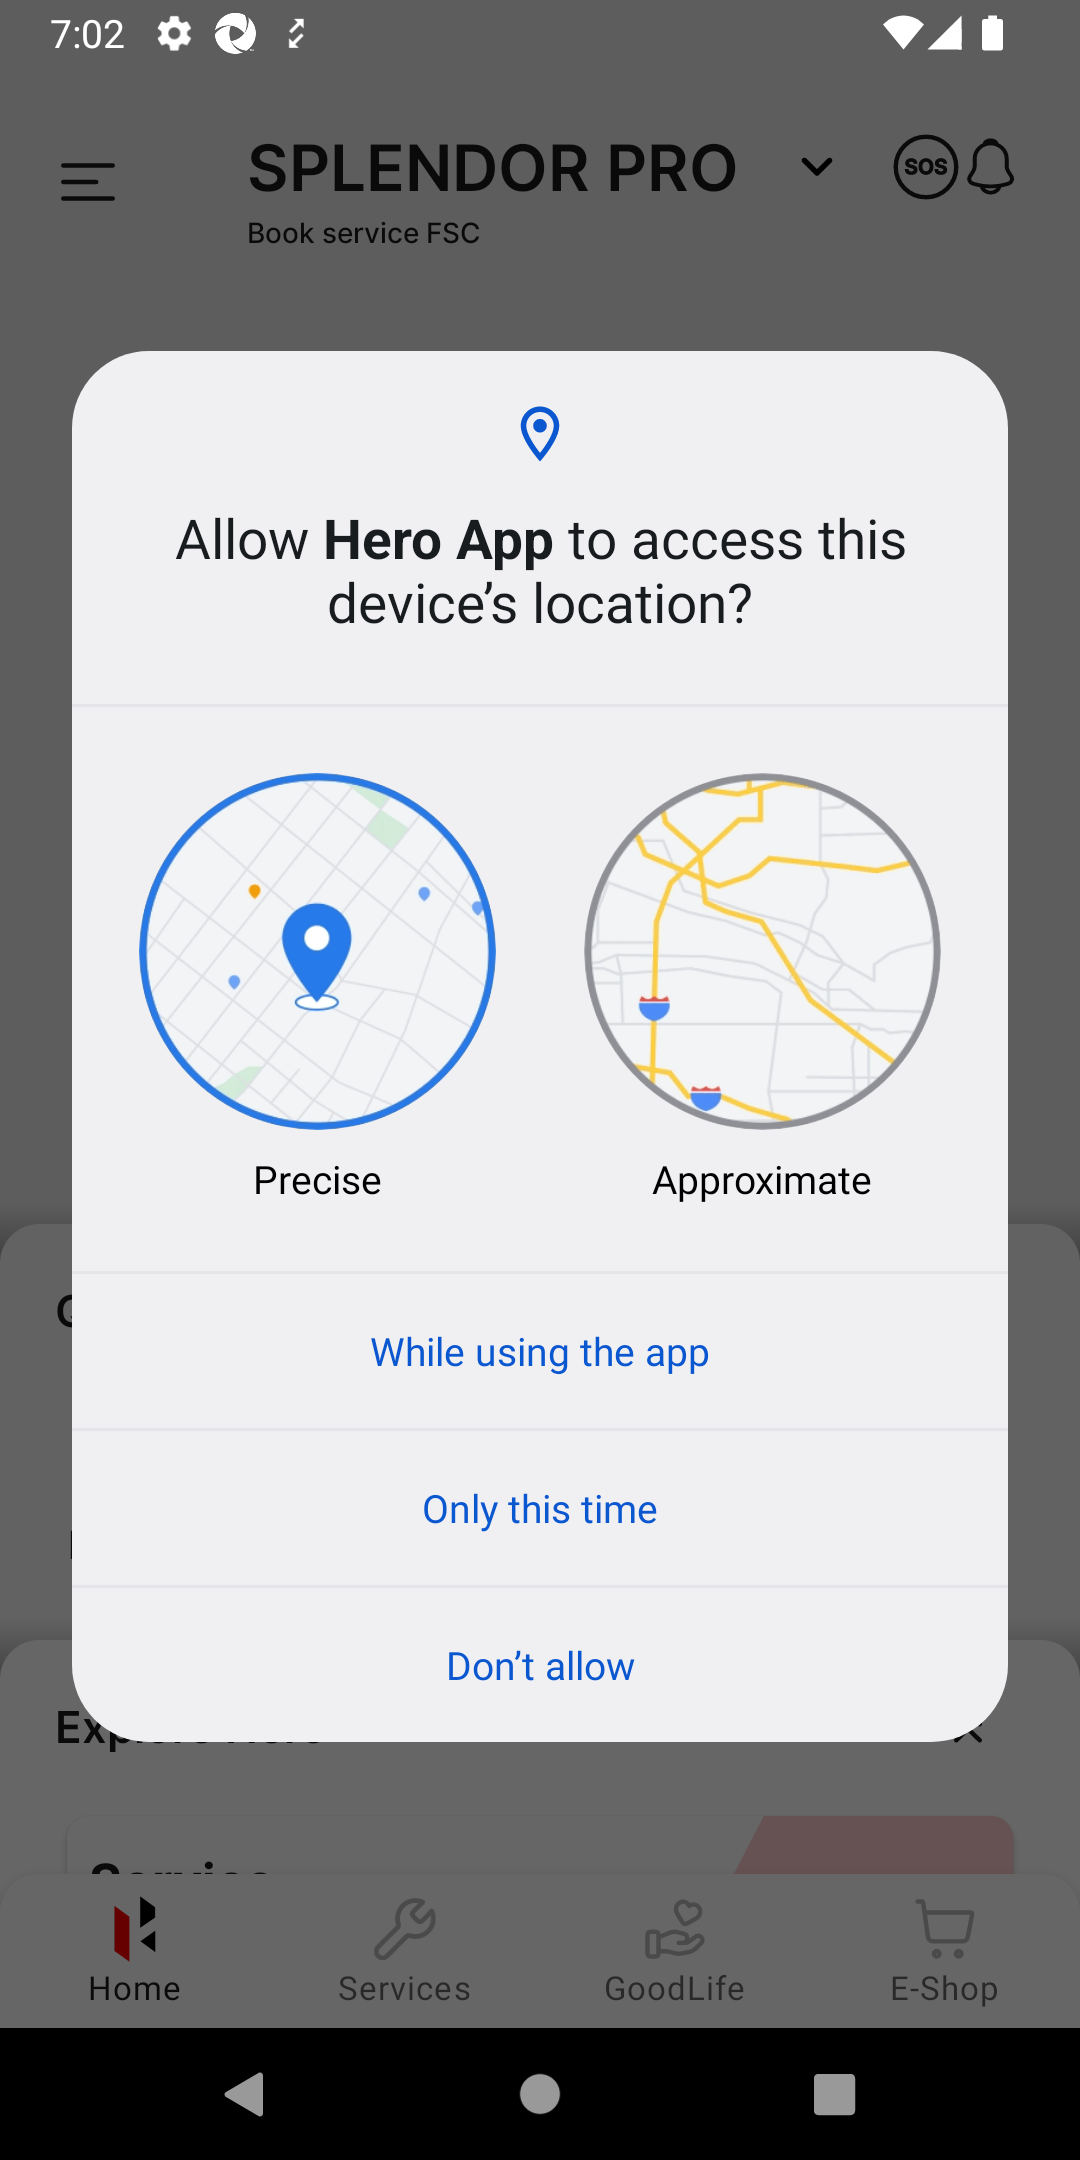 7:02
SPLENDOR PRO
SOS
Book service FSC
Allow Hero App to access this
device's location?
Precise
Approximate
While using the app
Only this time
Don't allow
Home
Services
GoodLife
E-Shop